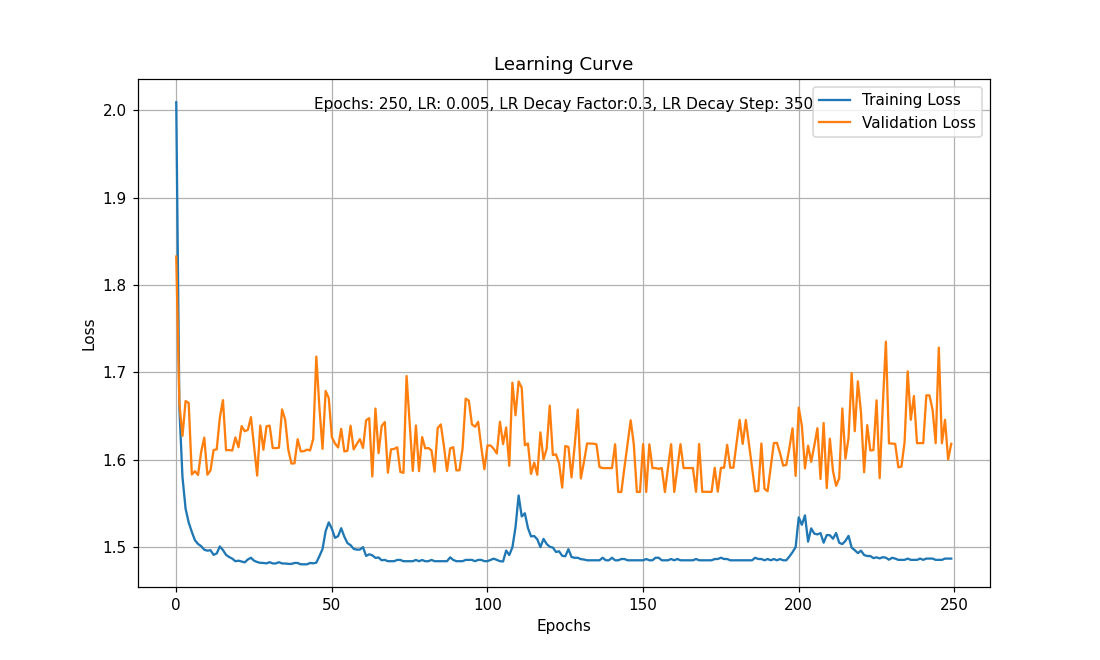 Learning Curve
Epochs: 250, LR: 0.005, LR Decay Factor:0.3, LR Decay Step: 350
Training Loss
Validation Loss
2.0
1.9
1.8
1.7
1.6
1.5
Loss
0 50 100 150 200 250
Epochs